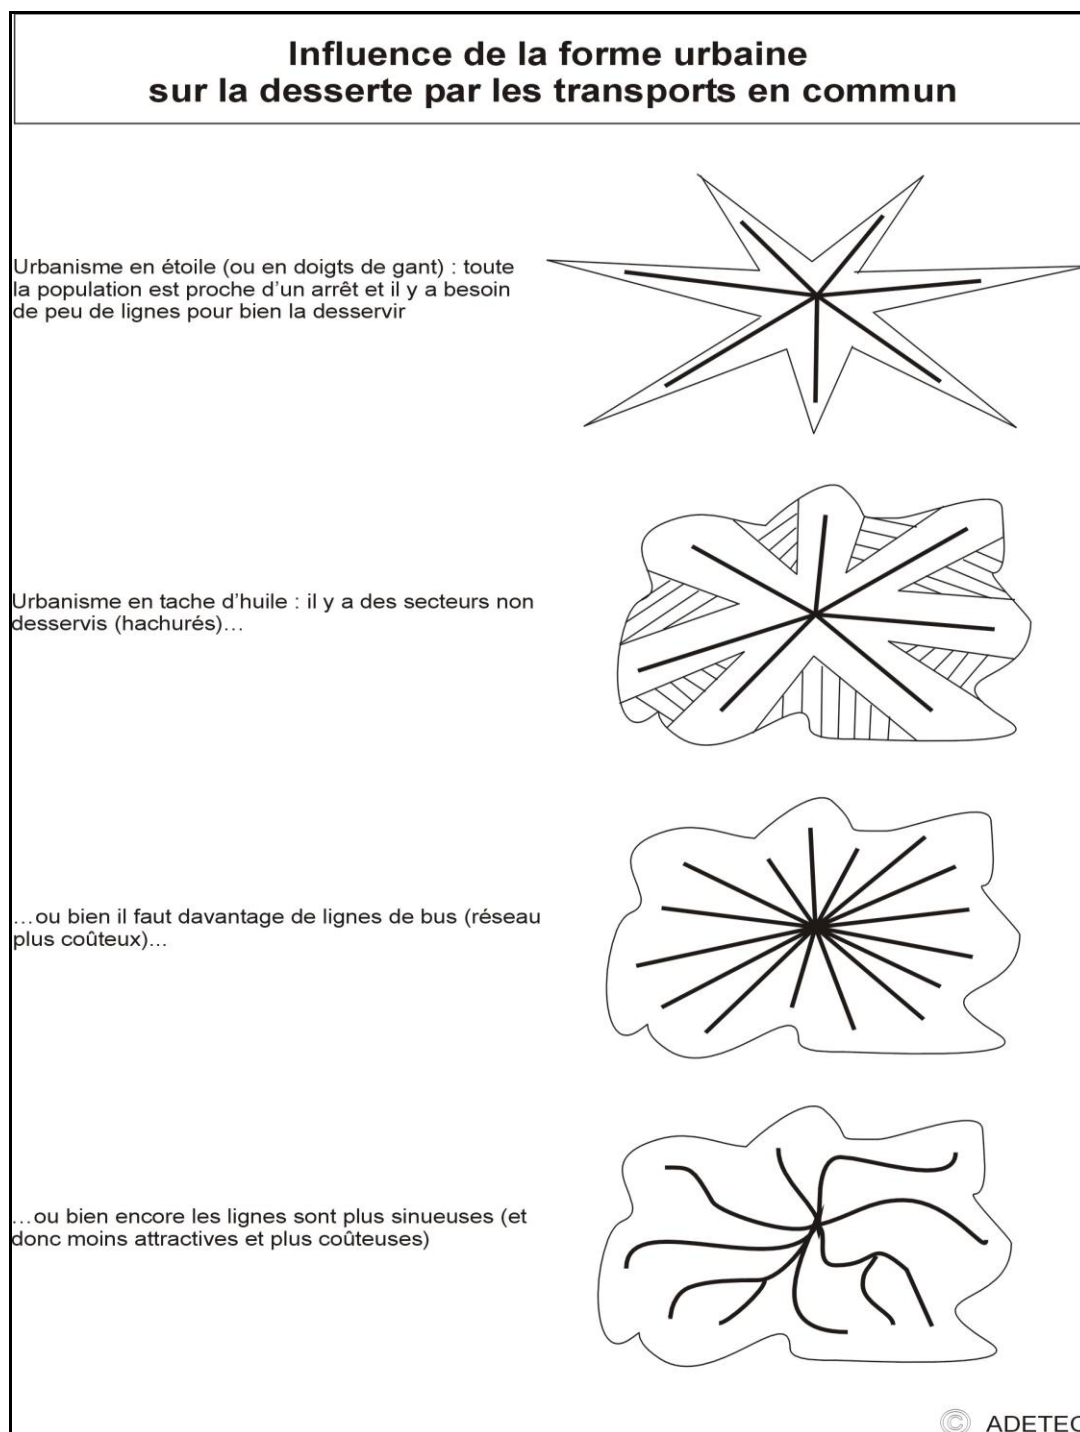 Influence de la forme urbaine
sur la desserte par les transports en commun
Urbanisme en étoile (ou en doigts de gant) : toute
la population est proche d'un arrêt et il y a besoin
de peu de lignes pour bien la desservir
Urbanisme en tache d'huile : il y a des secteurs non
desservis (hachurés)...
...ou bien il faut davantage de lignes de bus (réseau
plus coûteux)...
...ou bien encore les lignes sont plus sinueuses (et
donc moins attractives et plus coûteuses)
© ADETEC